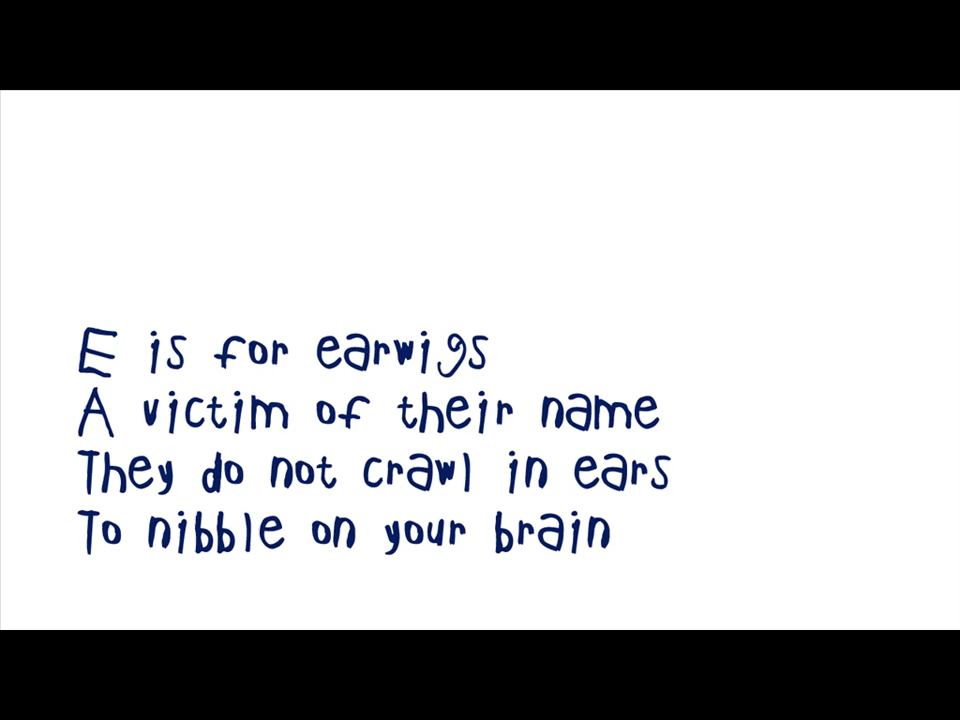 E is for earwigs
A victim of their name
They do not crawl in ears
To nibble on your brain